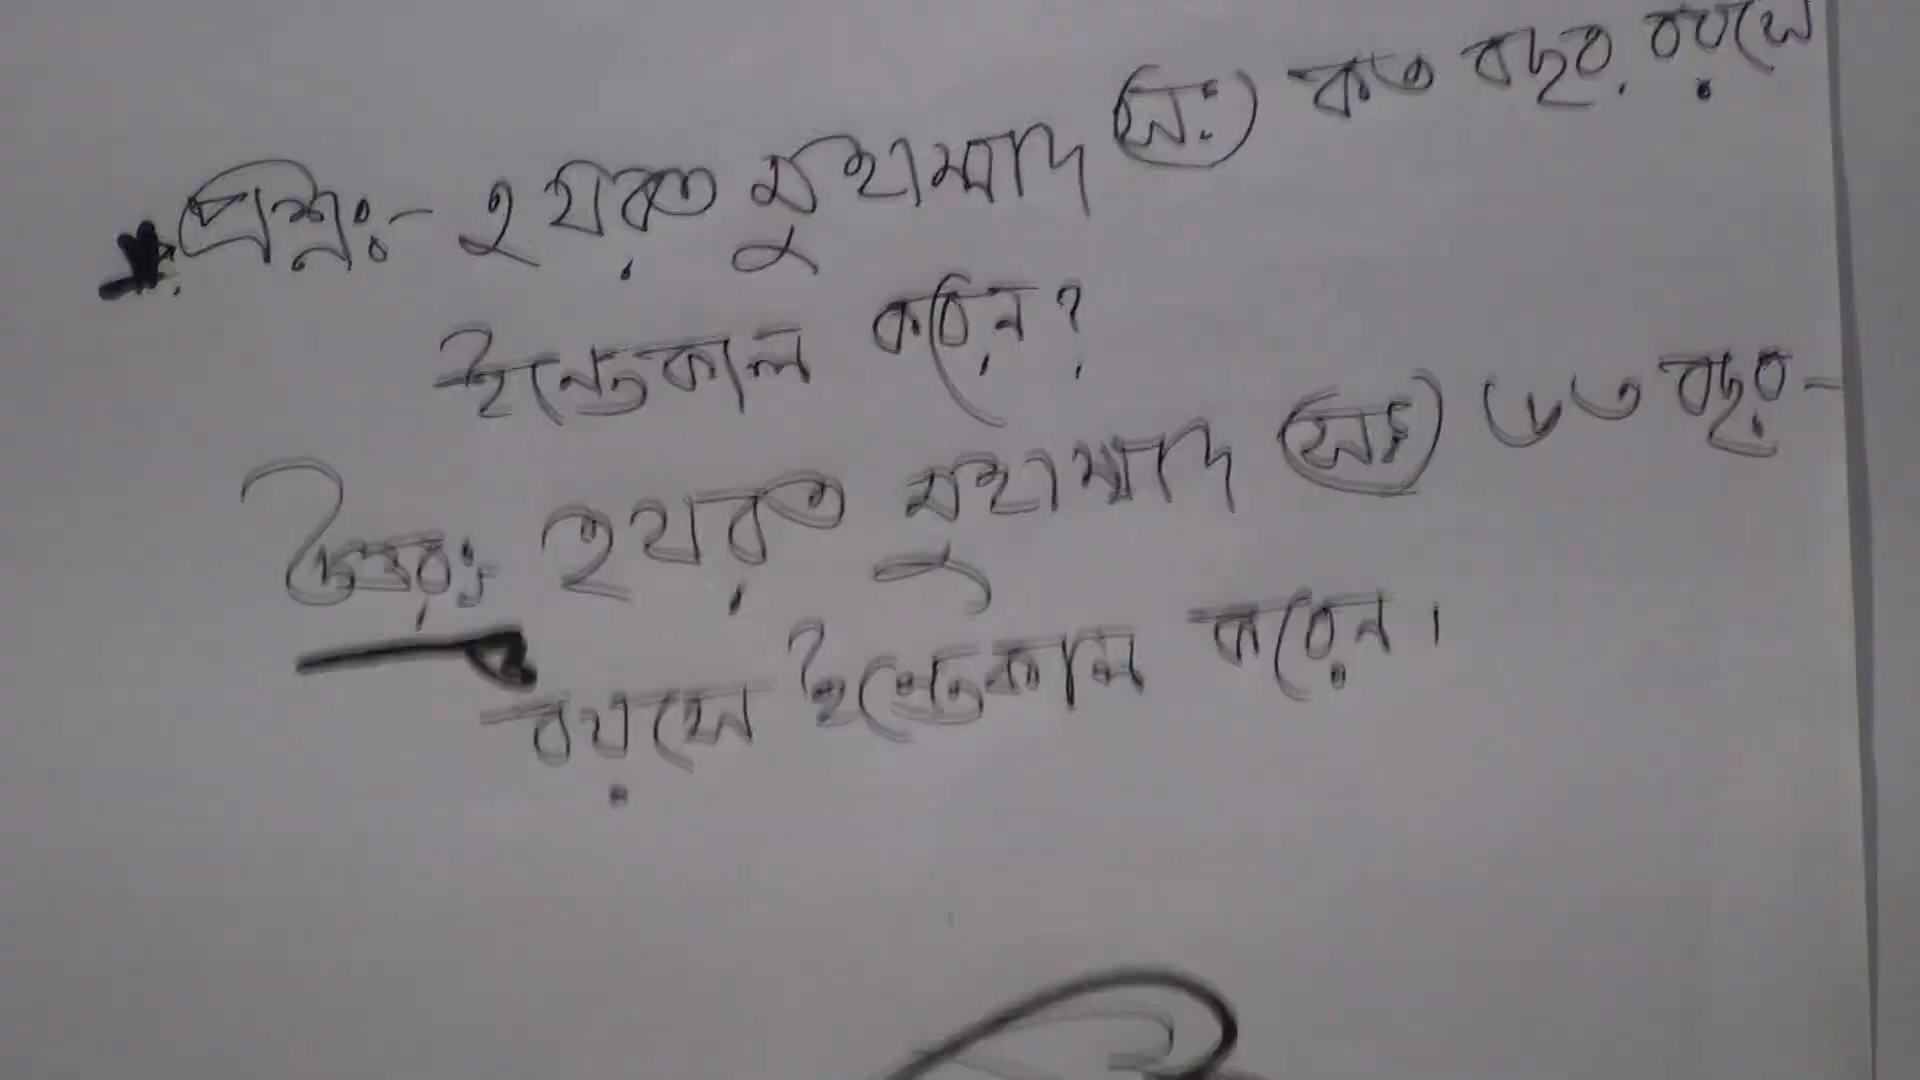 প্রশ্নঃ- হযরত মুহাম্মাদ (সঃ) কত বছর বয়সে
ইন্তেকাল করেন?
উত্তরঃ হযরত মুহাম্মাদ (সঃ) ৬৩ বছর-
বয়সে ইন্তেকাল করেন।